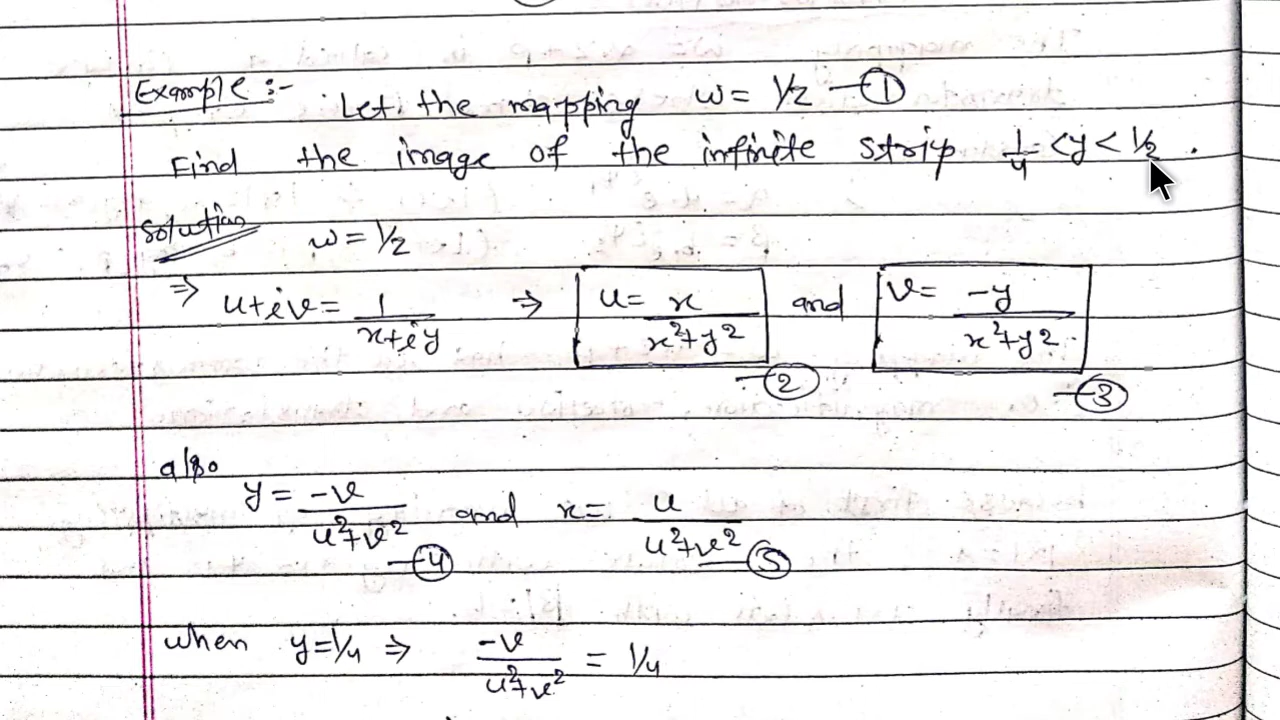 Example :- Let the mapping w = 1/z —①
Find the image of the infinite strip 1/4 < y < 1/2 .
Solution w = 1/z
⇒ u+iv = 1/(x+iy) ⇒ u = x/(x²+y²) —② and v = -y/(x²+y²) —③
also
y = -v/(u²+v²) —④ and x = u/(u²+v²) —⑤
when y=1/4 ⇒ -v/(u²+v²) = 1/4